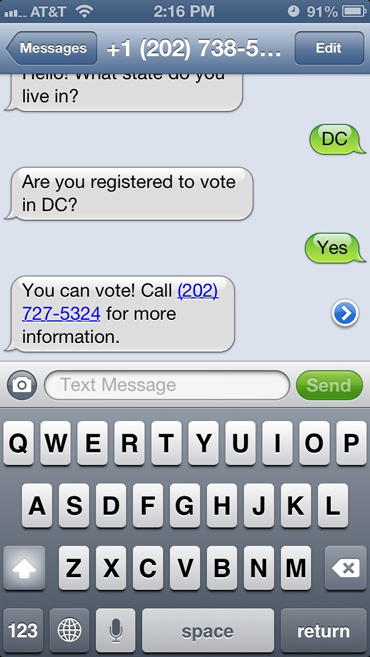 AT&T 2:16 PM 91%
Messages +1 (202) 738-5... Edit
Hello! What state do you
live in?
DC
Are you registered to vote
in DC?
Yes
You can vote! Call (202)
727-5324 for more
information.
Text Message Send
Q W E R T Y U I O P
A S D F G H J K L
Z X C V B N M
123 space return